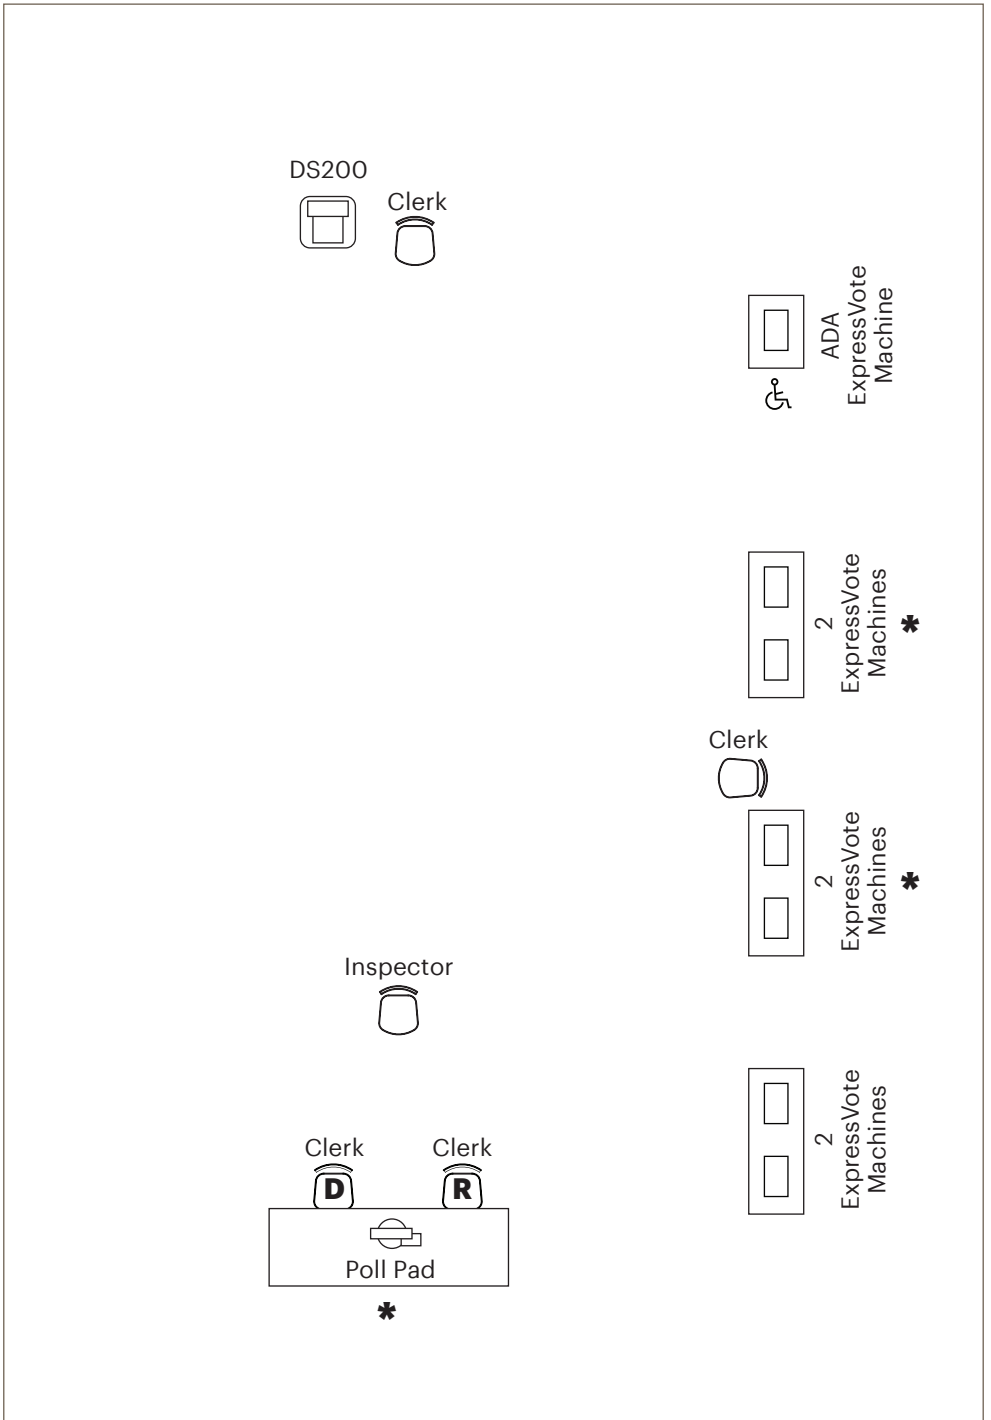 DS200
Clerk
ADA
ExpressVote
Machine
2
ExpressVote
Machines
*
Clerk
2
ExpressVote
Machines
*
Inspector
2
ExpressVote
Machines
Clerk
Clerk
D
R
Poll Pad
*